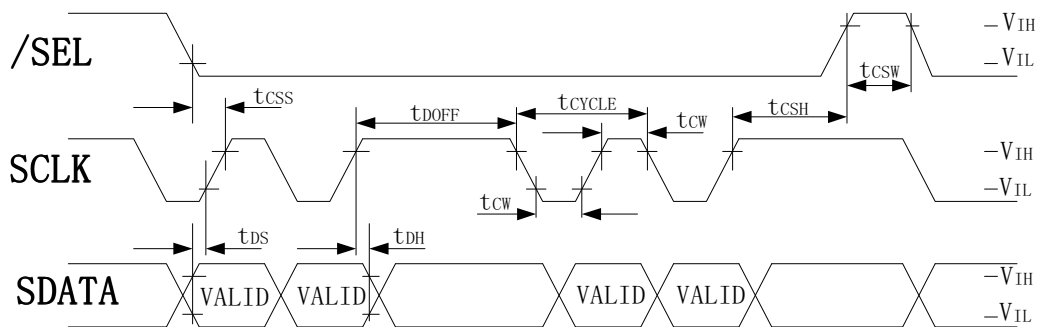 /SEL
–VIH
–VIL
tCSW
tCSS
tDOFF
tCYCLE
tCW
tCSH
SCLK
–VIH
–VIL
tCW
tDS
tDH
SDATA
VALID
VALID
VALID
VALID
–VIH
–VIL